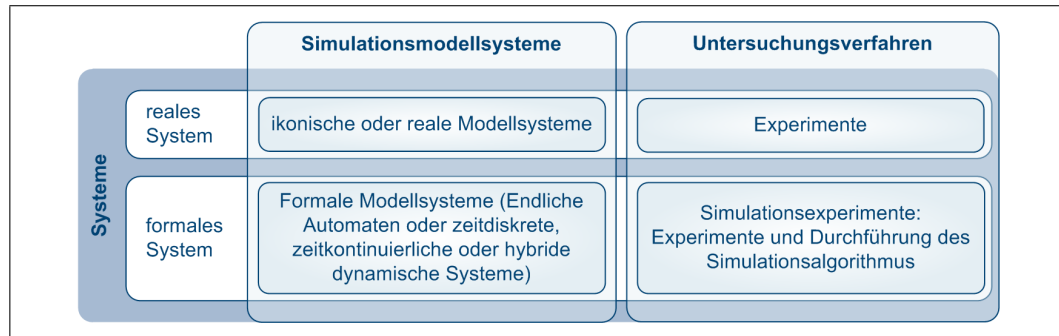 Simulationsmodellsysteme
Untersuchungsverfahren
Systeme
reales
System
ikonische oder reale Modellsysteme
Experimente
formales
System
Formale Modellsysteme (Endliche
Automaten oder zeitdiskrete,
zeitkontinuierliche oder hybride
dynamische Systeme)
Simulationsexperimente:
Experimente und Durchführung des
Simulationsalgorithmus